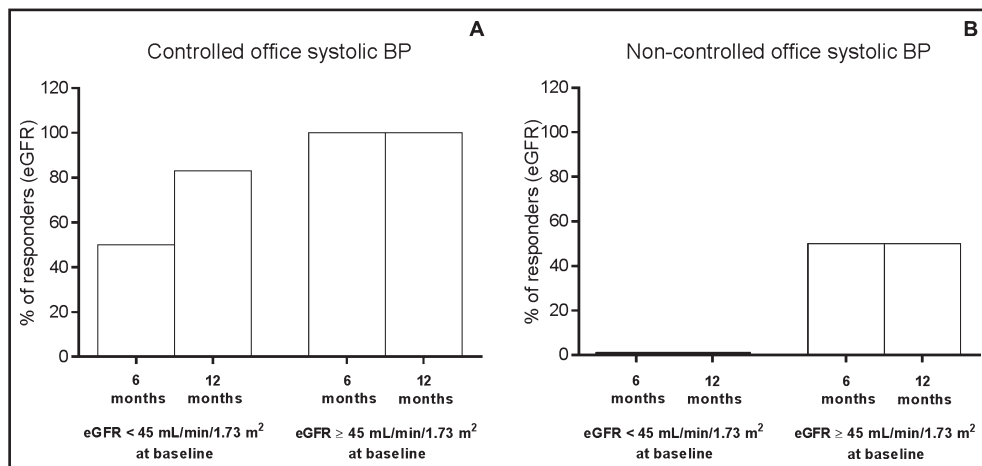 A
Controlled office systolic BP
% of responders (eGFR)
120
100
80
60
40
20
0
6 months
12 months
6 months
12 months
eGFR < 45 mL/min/1.73 m²
at baseline
eGFR ≥ 45 mL/min/1.73 m²
at baseline
B
Non-controlled office systolic BP
% of responders (eGFR)
120
100
80
60
40
20
0
6 months
12 months
6 months
12 months
eGFR < 45 mL/min/1.73 m²
at baseline
eGFR ≥ 45 mL/min/1.73 m²
at baseline